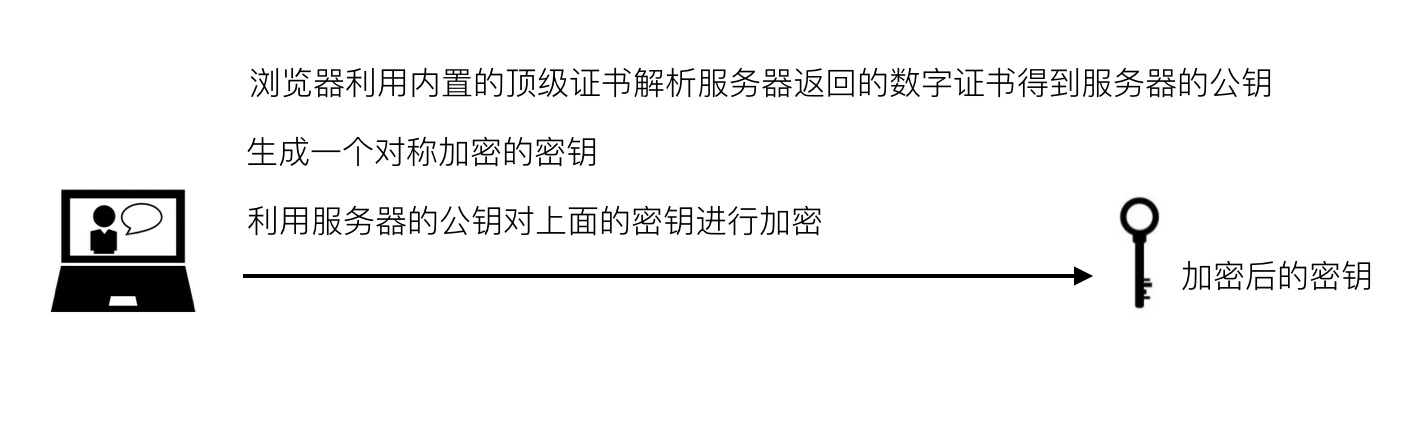 浏览器利用内置的顶级证书解析服务器返回的数字证书得到服务器的公钥
生成一个对称加密的密钥
利用服务器的公钥对上面的密钥进行加密
加密后的密钥